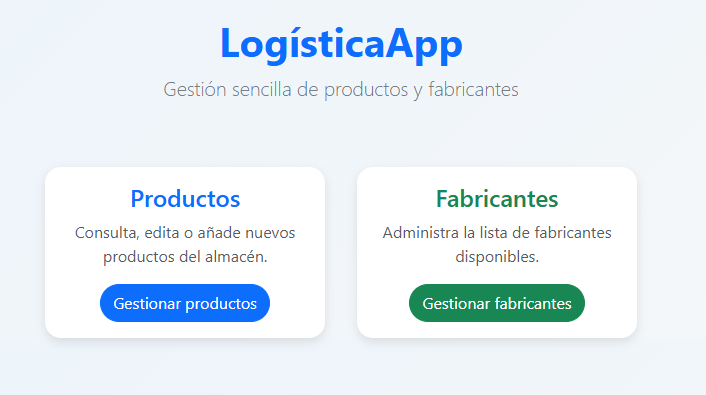 LogísticaApp
Gestión sencilla de productos y fabricantes
Productos
Consulta, edita o añade nuevos
productos del almacén.
Gestionar productos
Fabricantes
Administra la lista de fabricantes
disponibles.
Gestionar fabricantes